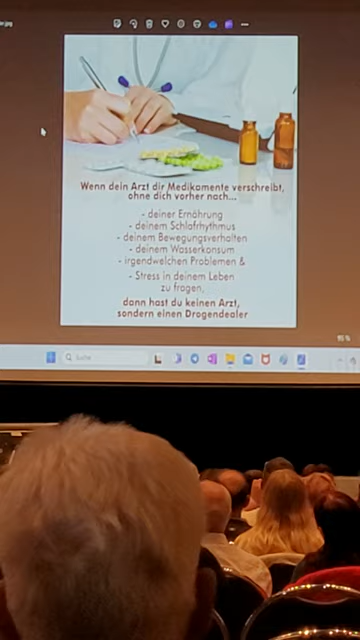 .jpg
Wenn dein Arzt dir Medikamente verschreibt,
ohne dich vorher nach...
- deiner Ernährung
- deinem Schlafrhythmus
- deinem Bewegungsverhalten
- deinem Wasserkonsum
- irgendwelchen Problemen &
- Stress in deinem Leben
zu fragen,
dann hast du keinen Arzt,
sondern einen Drogendealer
Suche